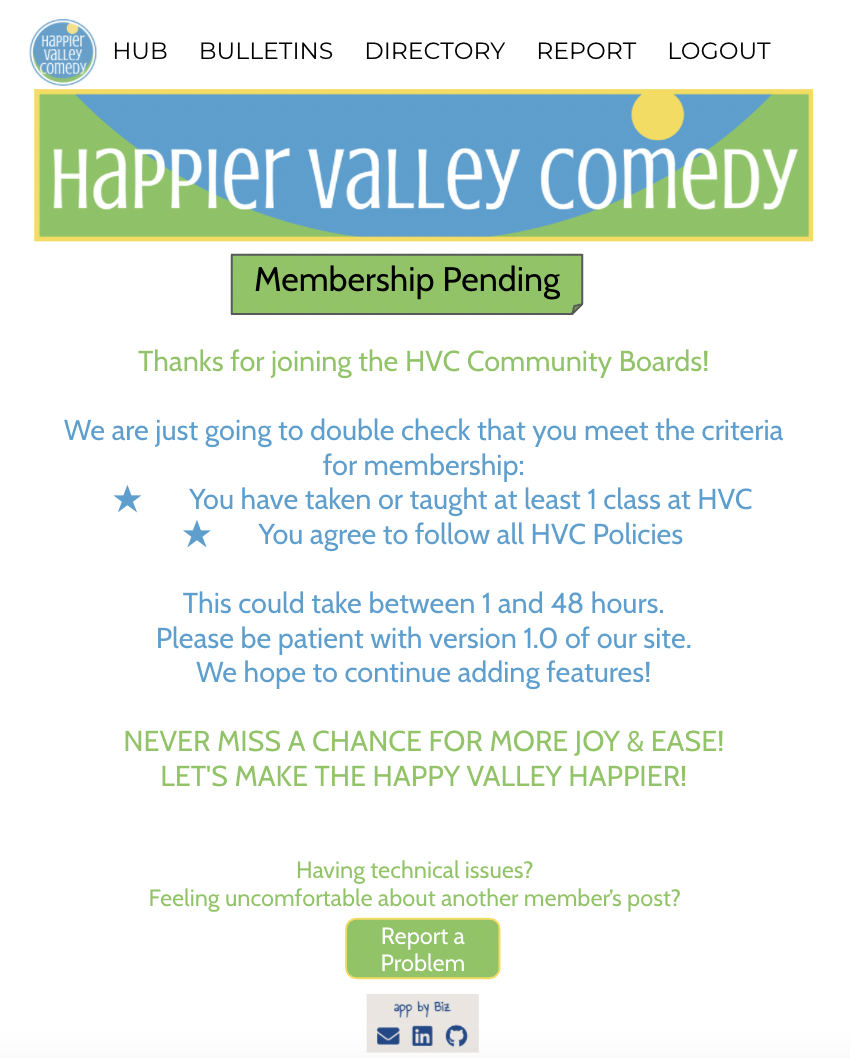 HAPPIER
VALLEY
COMEDY
HUB BULLETINS DIRECTORY REPORT LOGOUT
HaPPIER VaLLEY COMEDY
Membership Pending
Thanks for joining the HVC Community Boards!
We are just going to double check that you meet the criteria
for membership:
★ You have taken or taught at least 1 class at HVC
★ You agree to follow all HVC Policies
This could take between 1 and 48 hours.
Please be patient with version 1.0 of our site.
We hope to continue adding features!
NEVER MISS A CHANCE FOR MORE JOY & EASE!
LET'S MAKE THE HAPPY VALLEY HAPPIER!
Having technical issues?
Feeling uncomfortable about another member's post?
Report a
Problem
app by Biz